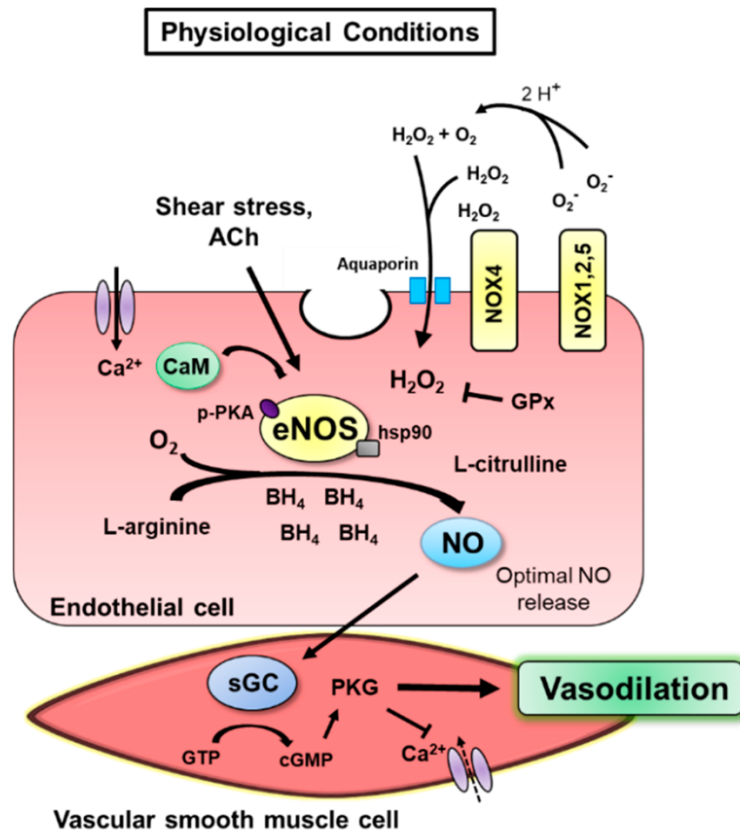 Physiological Conditions
2 H⁺
H₂O₂ + O₂
H₂O₂
O₂⁻
O₂⁻
H₂O₂
Shear stress,
ACh
Aquaporin
NOX4
NOX1,2,5
Ca²⁺
CaM
H₂O₂
GPx
p-PKA
eNOS
hsp90
O₂
L-citrulline
BH₄ BH₄
L-arginine
BH₄ BH₄
NO
Optimal NO
release
Endothelial cell
sGC
PKG
Vasodilation
GTP
cGMP
Ca²⁺
Vascular smooth muscle cell